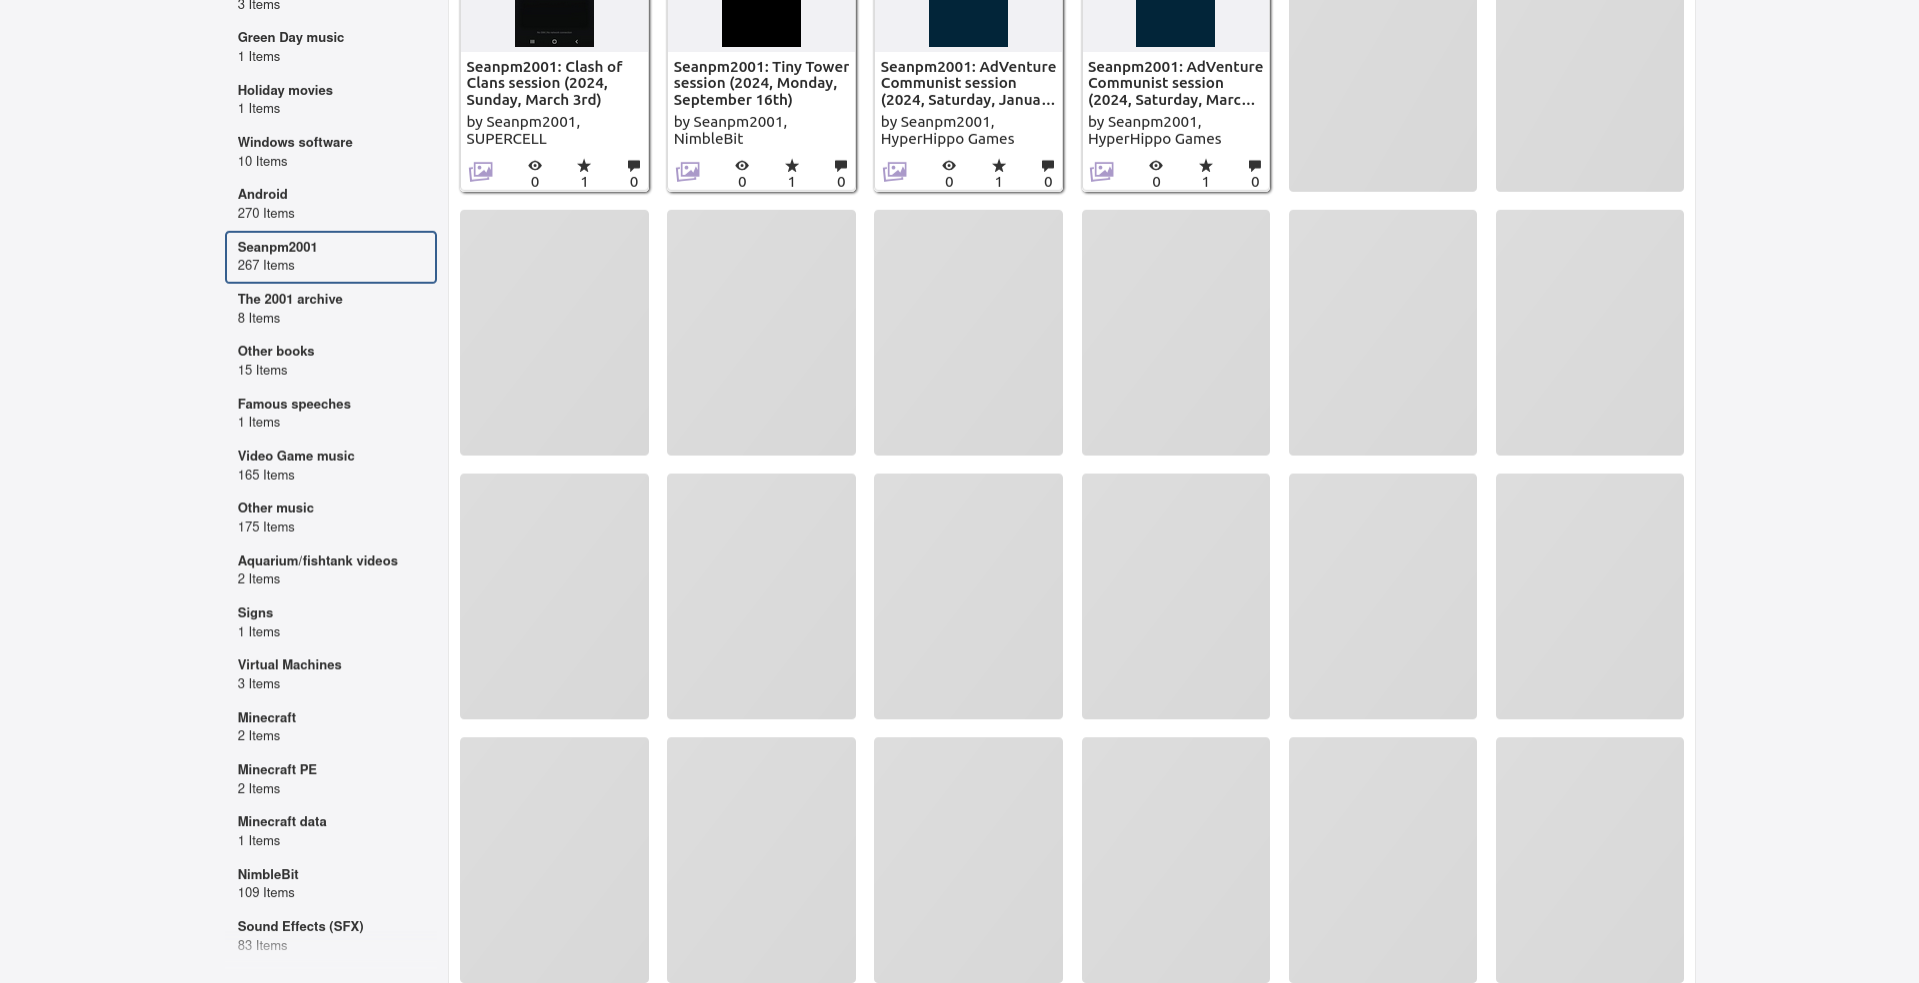 3 Items
Green Day music
1 Items
Holiday movies
1 Items
Windows software
10 Items
Android
270 Items
Seanpm2001
267 Items
The 2001 archive
8 Items
Other books
15 Items
Famous speeches
1 Items
Video Game music
165 Items
Other music
175 Items
Aquarium/fishtank videos
2 Items
Signs
1 Items
Virtual Machines
3 Items
Minecraft
2 Items
Minecraft PE
2 Items
Minecraft data
1 Items
NimbleBit
109 Items
Sound Effects (SFX)
83 Items
Seanpm2001: Clash of
Clans session (2024,
Sunday, March 3rd)
by Seanpm2001,
SUPERCELL
0 1 0
Seanpm2001: Tiny Tower
session (2024, Monday,
September 16th)
by Seanpm2001,
NimbleBit
0 1 0
Seanpm2001: AdVenture
Communist session
(2024, Saturday, Janua...
by Seanpm2001,
HyperHippo Games
0 1 0
Seanpm2001: AdVenture
Communist session
(2024, Saturday, Marc...
by Seanpm2001,
HyperHippo Games
0 1 0